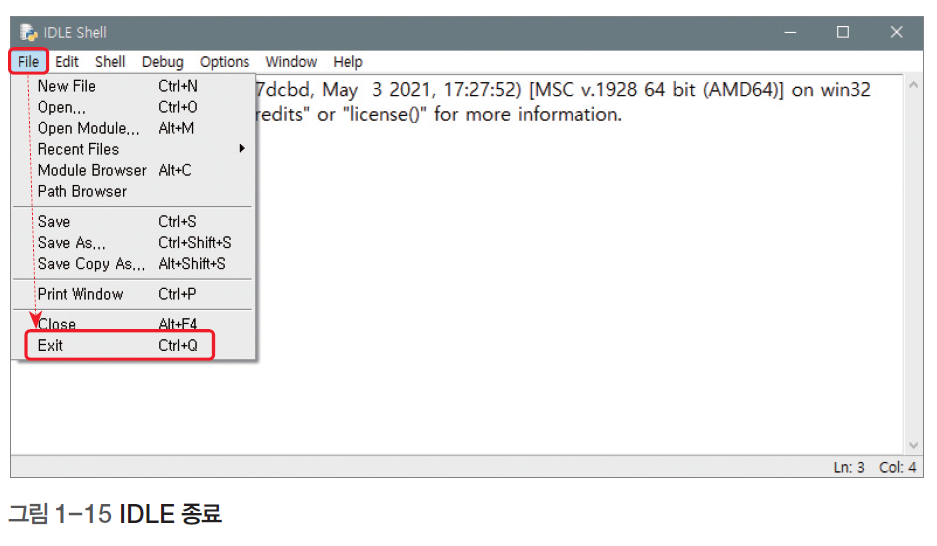 IDLE Shell
File Edit Shell Debug Options Window Help
7dcbd, May 3 2021, 17:27:52) [MSC v.1928 64 bit (AMD64)] on win32
redits" or "license()" for more information.
New File Ctrl+N
Open... Ctrl+O
Open Module... Alt+M
Recent Files
Module Browser Alt+C
Path Browser
Save Ctrl+S
Save As... Ctrl+Shift+S
Save Copy As... Alt+Shift+S
Print Window Ctrl+P
Close Alt+F4
Exit Ctrl+Q
Ln: 3 Col: 4
그림 1-15 IDLE 종료